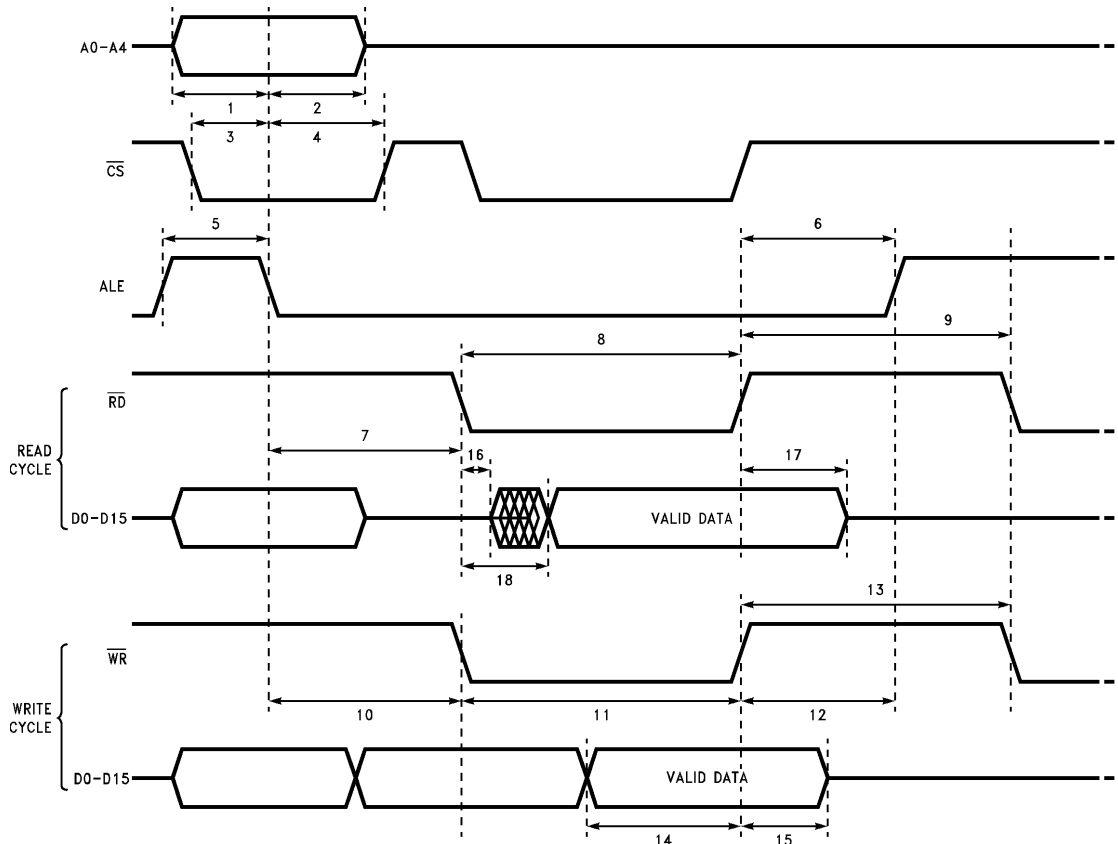 A0-A4
1 2
3 4
CS
5 6
ALE
9
8
RD
7
16 17
READ
CYCLE
D0-D15
VALID DATA
18
13
WR
10 11 12
WRITE
CYCLE
D0-D15
VALID DATA
14 15